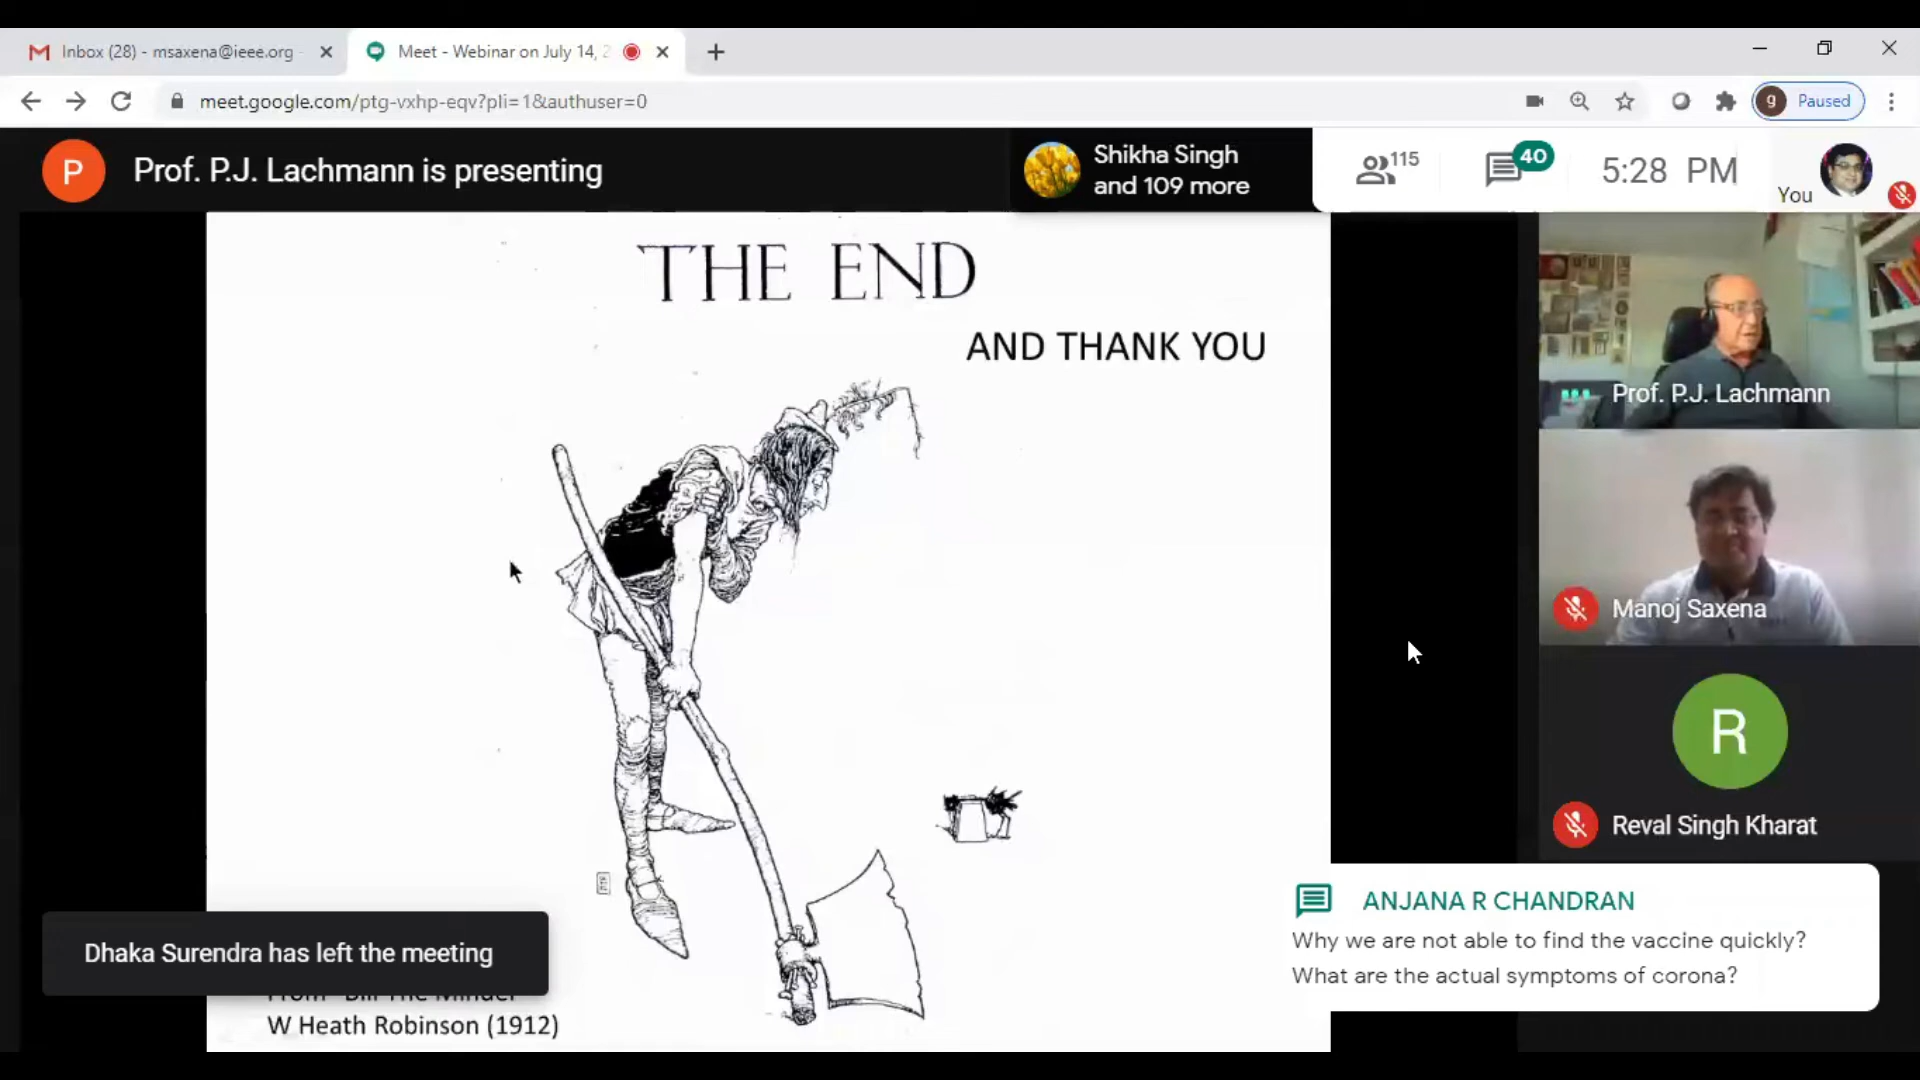 Inbox (28) - msaxena@ieee.org
Meet - Webinar on July 14, 2
meet.google.com/ptg-vxhp-eqv?pli=1&authuser=0
g Paused
P Prof. P.J. Lachmann is presenting
Shikha Singh
and 109 more
115
40
5:28 PM
You
THE END
AND THANK YOU
Prof. P.J. Lachmann
Manoj Saxena
R
Reval Singh Kharat
ANJANA R CHANDRAN
Why we are not able to find the vaccine quickly?
What are the actual symptoms of corona?
Dhaka Surendra has left the meeting
From "Bill The Minder"
W Heath Robinson (1912)